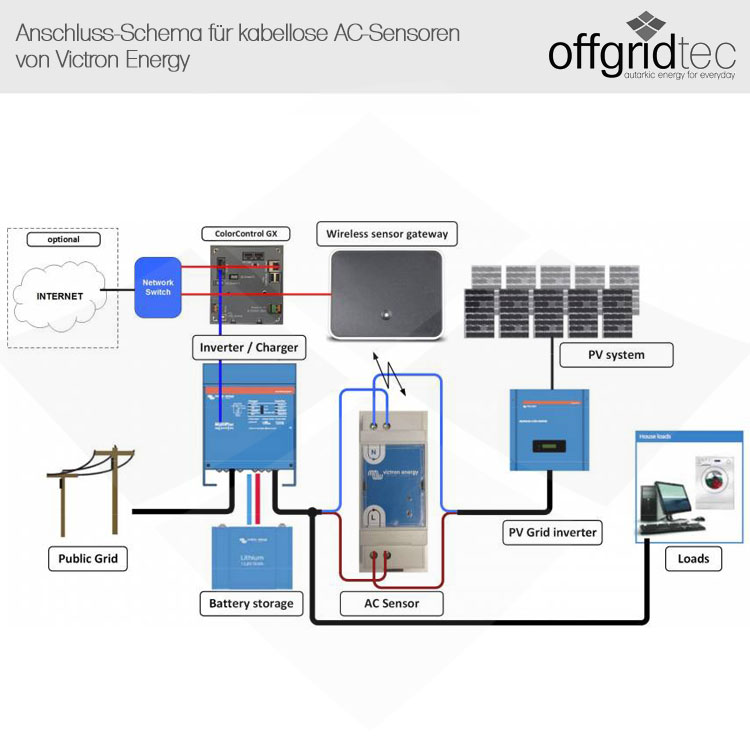 Anschluss-Schema für kabellose AC-Sensoren
von Victron Energy
offgridtec
autarkic energy for everyday
optional
ColorControl GX
Wireless sensor gateway
INTERNET
Network
Switch
Inverter / Charger
PV system
House loads
N
victron energy
L
Lithium
Public Grid
PV Grid inverter
Loads
Battery storage
AC Sensor